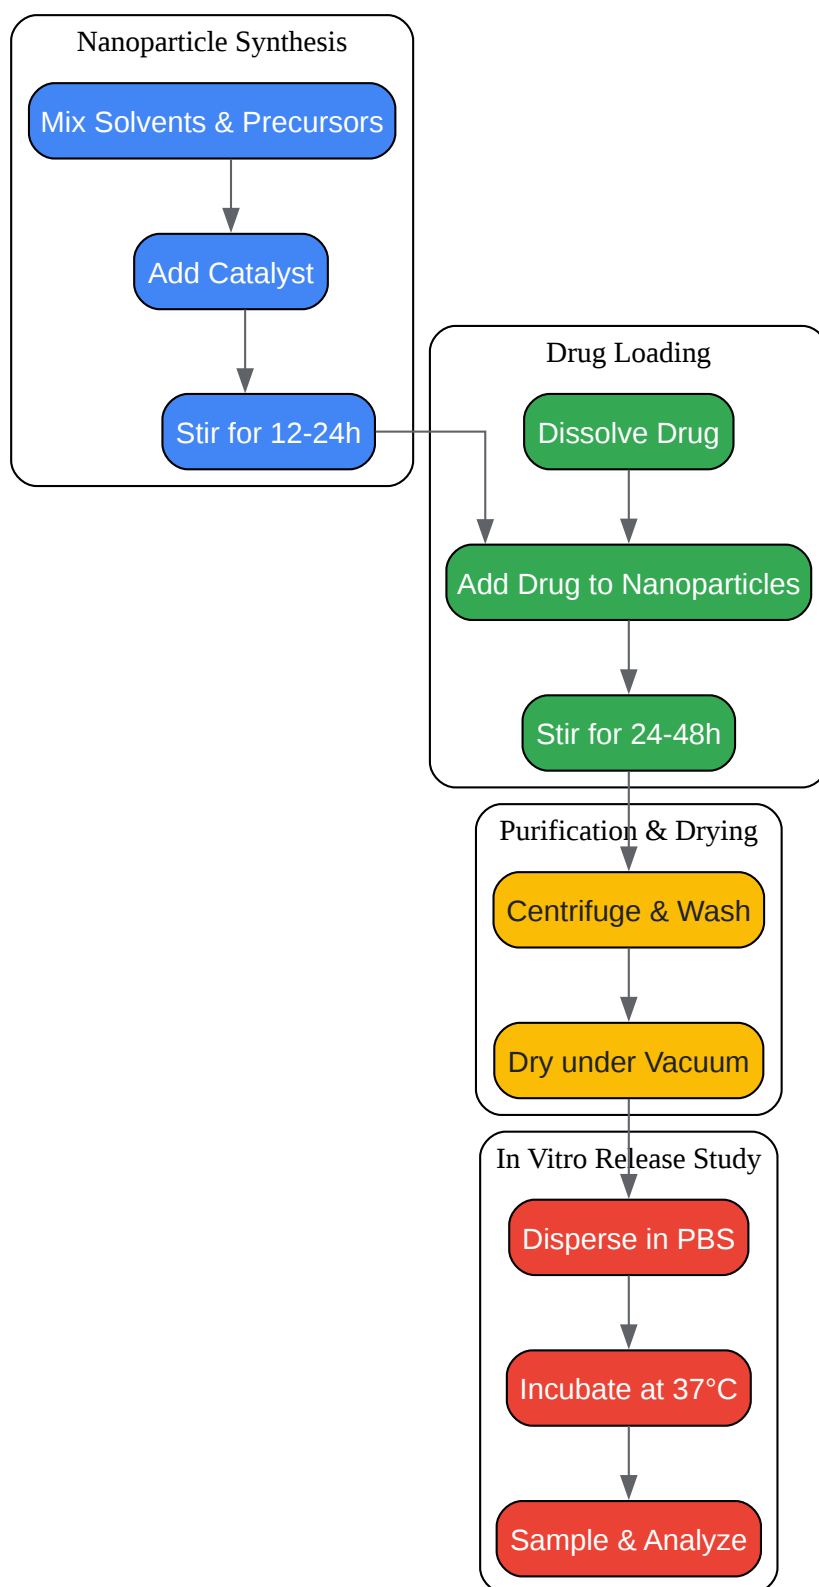 Nanoparticle Synthesis
Mix Solvents & Precursors
Add Catalyst
Stir for 12-24h
Drug Loading
Dissolve Drug
Add Drug to Nanoparticles
Stir for 24-48h
Purification & Drying
Centrifuge & Wash
Dry under Vacuum
In Vitro Release Study
Disperse in PBS
Incubate at 37°C
Sample & Analyze